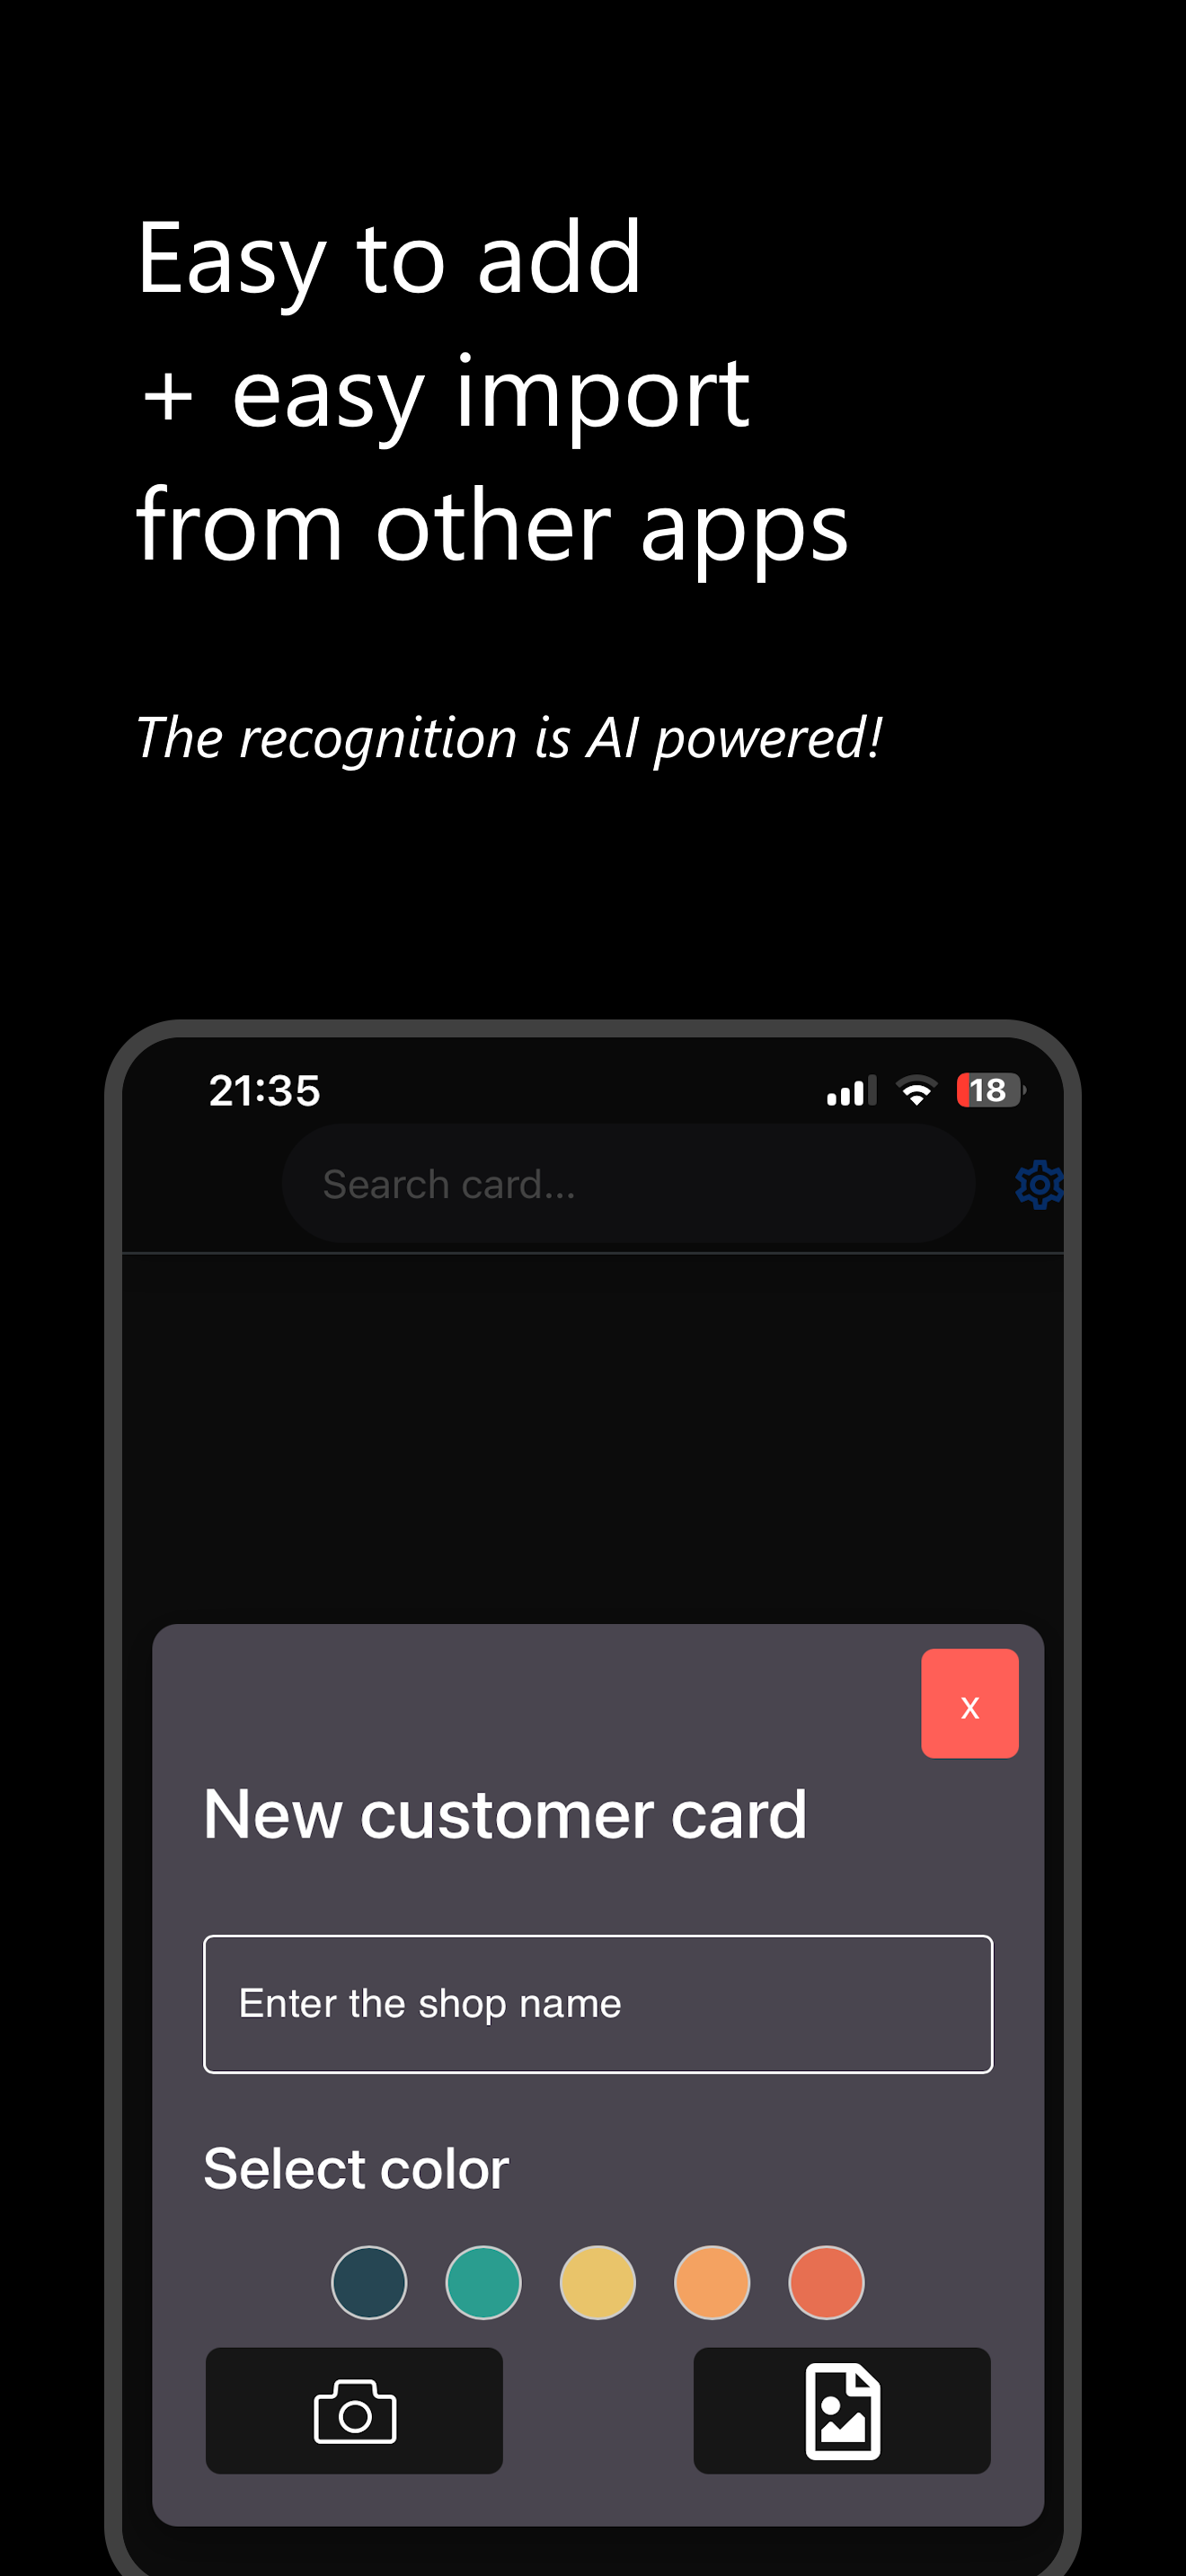 Easy to add
+ easy import
from other apps
The recognition is AI powered!
21:35
18
Search card...
x
New customer card
Enter the shop name
Select color